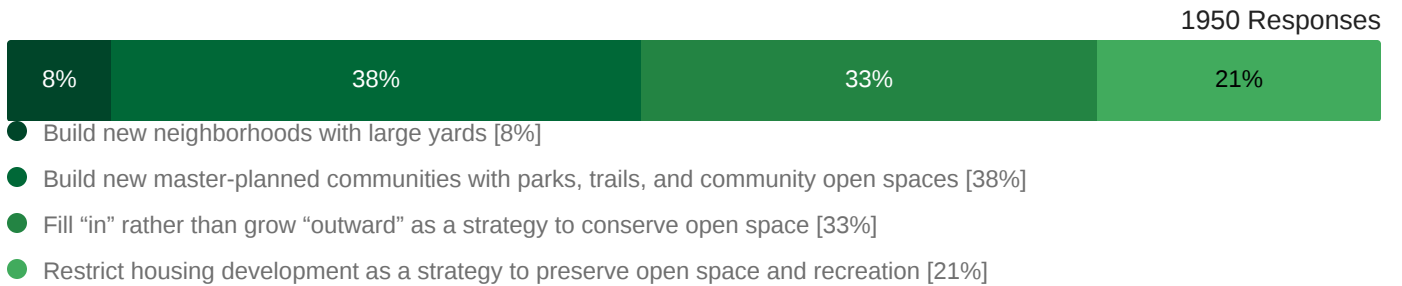 1950 Responses
8% 38% 33% 21%
Build new neighborhoods with large yards [8%]
Build new master-planned communities with parks, trails, and community open spaces [38%]
Fill “in” rather than grow “outward” as a strategy to conserve open space [33%]
Restrict housing development as a strategy to preserve open space and recreation [21%]